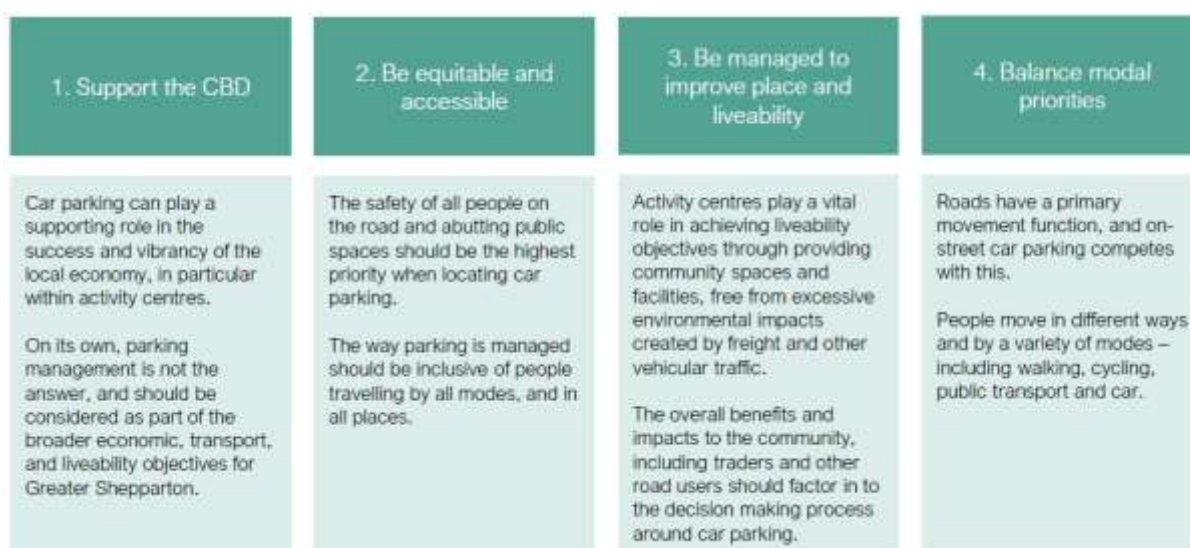 1. Support the CBD
Car parking can play a
supporting role in the
success and vibrancy of the
local economy, in particular
within activity centres.
On its own, parking
management is not the
answer, and should be
considered as part of the
broader economic, transport,
and liveability objectives for
Greater Shepparton.
2. Be equitable and
accessible
The safety of all people on
the road and abutting public
spaces should be the highest
priority when locating car
parking.
The way parking is managed
should be inclusive of people
travelling by all modes, and in
all places.
3. Be managed to
improve place and
liveability
Activity centres play a vital
role in achieving liveability
objectives through providing
community spaces and
facilities, free from excessive
environmental impacts
created by freight and other
vehicular traffic.
The overall benefits and
impacts to the community,
including traders and other
road users should factor in to
the decision making process
around car parking.
4. Balance modal
priorities
Roads have a primary
movement function, and on-
street car parking competes
with this.
People move in different ways
and by a variety of modes –
including walking, cycling,
public transport and car.